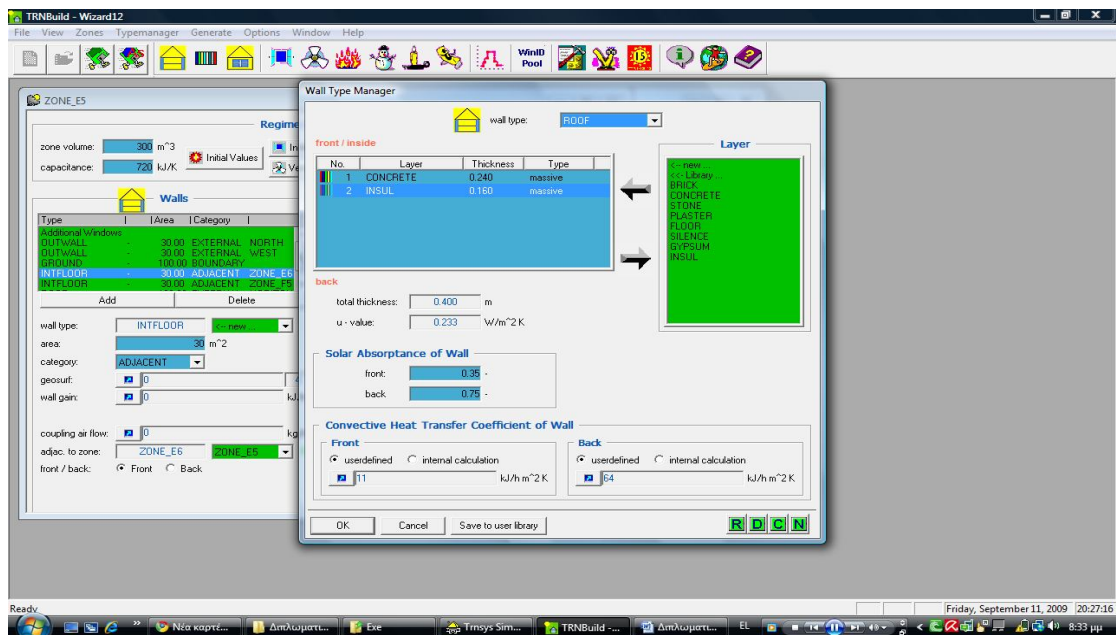 TRNBuild - Wizard12
File View Zones Typemanager Generate Options Window Help
WinID Pool
ZONE_E5
Regime
zone volume: 300 m^3
capacitance: 720 kJ/K
Initial Values
Walls
Type Area Category
Additional Windows
OUTWALL - 30.00 EXTERNAL NORTH
OUTWALL - 30.00 EXTERNAL WEST
GROUND - 100.00 BOUNDARY
INTFLOOR - 30.00 ADJACENT ZONE_E6
INTFLOOR - 30.00 ADJACENT ZONE_F5
Add Delete
wall type: INTFLOOR <-- new ...
area: 30 m^2
category: ADJACENT
geosurf: 0
wall gain: 0 kJ
coupling air flow: 0 kg
adjac. to zone: ZONE_E6 ZONE_E5
front / back: Front Back
Wall Type Manager
wall type: ROOF
front / inside
No. Layer Thickness Type
1 CONCRETE 0.240 massive
2 INSUL 0.160 massive
back
total thickness: 0.400 m
u - value: 0.233 W/m^2 K
Layer
<-- new ...
<<- Library ...
BRICK
CONCRETE
STONE
PLASTER
FLOOR
SILENCE
GYPSUM
INSUL
Solar Absorptance of Wall
front: 0.35 -
back 0.75 -
Convective Heat Transfer Coefficient of Wall
Front
userdefined internal calculation
11 kJ/h m^2 K
Back
userdefined internal calculation
64 kJ/h m^2 K
OK Cancel Save to user library
R D C N
Ready
Friday, September 11, 2009 20:27:16
Νέα καρτέ... Διπλωματι... Exe Trnsys Sim... TRNBuild -... Διπλωματι... EL 8:33 μμ